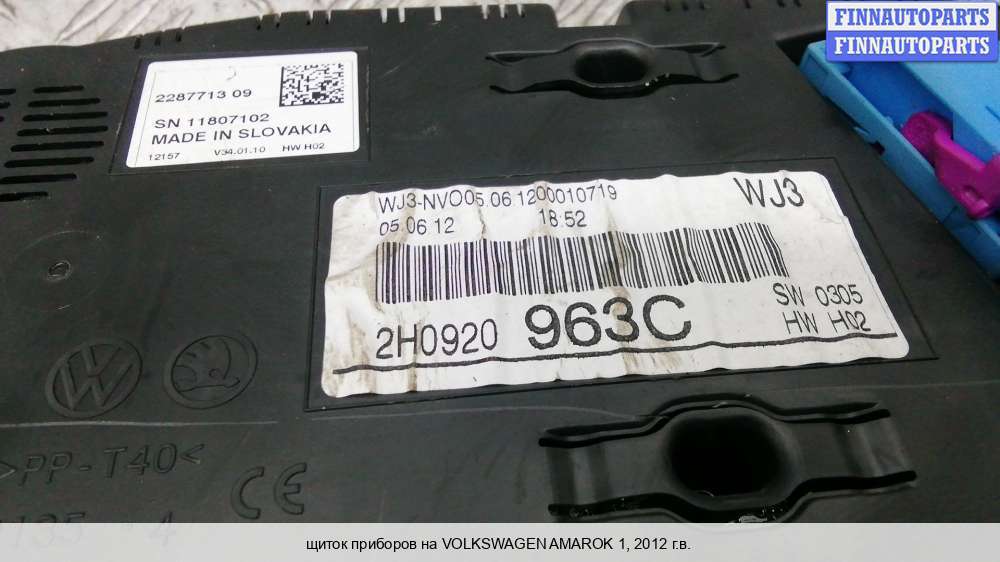 FINNAUTOPARTS
FINNAUTOPARTS
2287713 09
SN 11807102
MADE IN SLOVAKIA
12157 V34.01.10 HW H02
WJ3-NVO05.06.1200010719 WJ3
05.06.12 18:52
SW 0305
2H0920 963C HW H02
>PP-T40<
CE
щиток приборов на VOLKSWAGEN AMAROK 1, 2012 г.в.